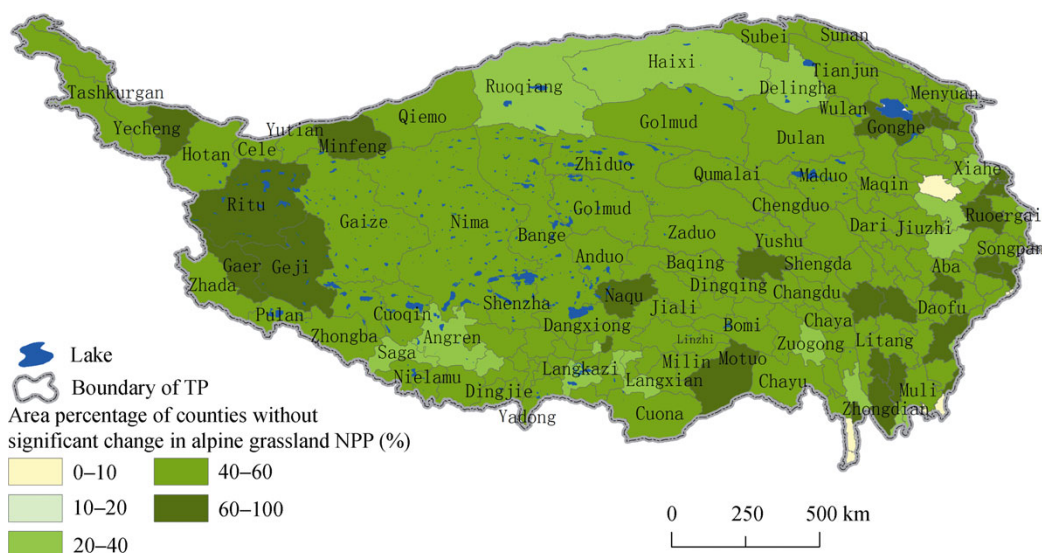 Subei
Sunan
Haixi
Tianjun
Tashkurgan
Ruoqiang
Delingha
Menyuan
Wulan
Yecheng
Yutian
Qiemo
Golmud
Gonghe
Minfeng
Dulan
Hotan
Cele
Zhiduo
Xiahe
Qumalai
Maduo
Maqin
Ritu
Gaize
Nima
Gołmud
Chengduo
Dari
Jiuzhi
Ruoergai
Bange
Zaduo
Yushu
Songpan
Gaer
Geji
Anduo
Baqing
Shengda
Aba
Zhada
Dingqing
Changdu
Shenzha
Naqu
Jiali
Daofu
Pulan
Cuoqin
Dangxiong
Bomi
Chaya
Zhongba
Angren
Linzhi
Zuogong
Litang
Saga
Langkazi
Milin
Motuo
Nielamu
Dingjie
Langxian
Chayu
Muli
Yadong
Cuona
Zhongdian
Lake
Boundary of TP
Area percentage of counties without
significant change in alpine grassland NPP (%)
0–10
40–60
10–20
60–100
20–40
0 250 500 km